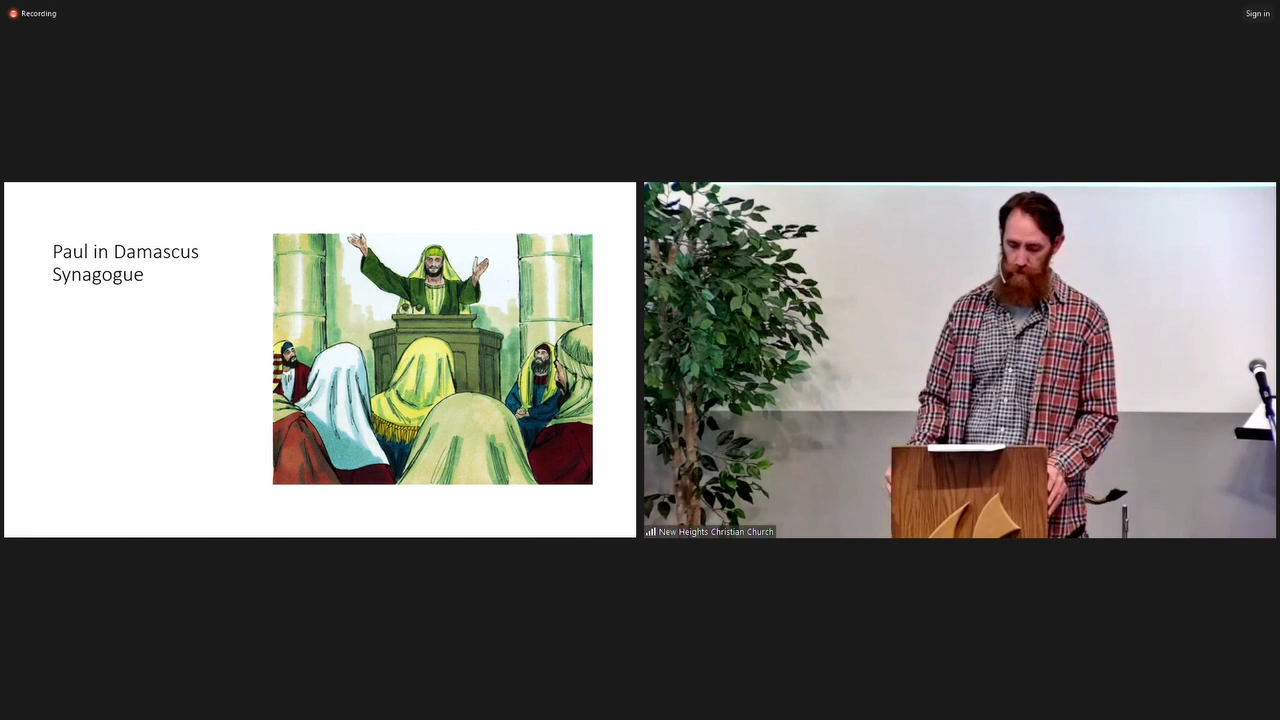 Recording
Sign in
Paul in Damascus
Synagogue
New Heights Christian Church